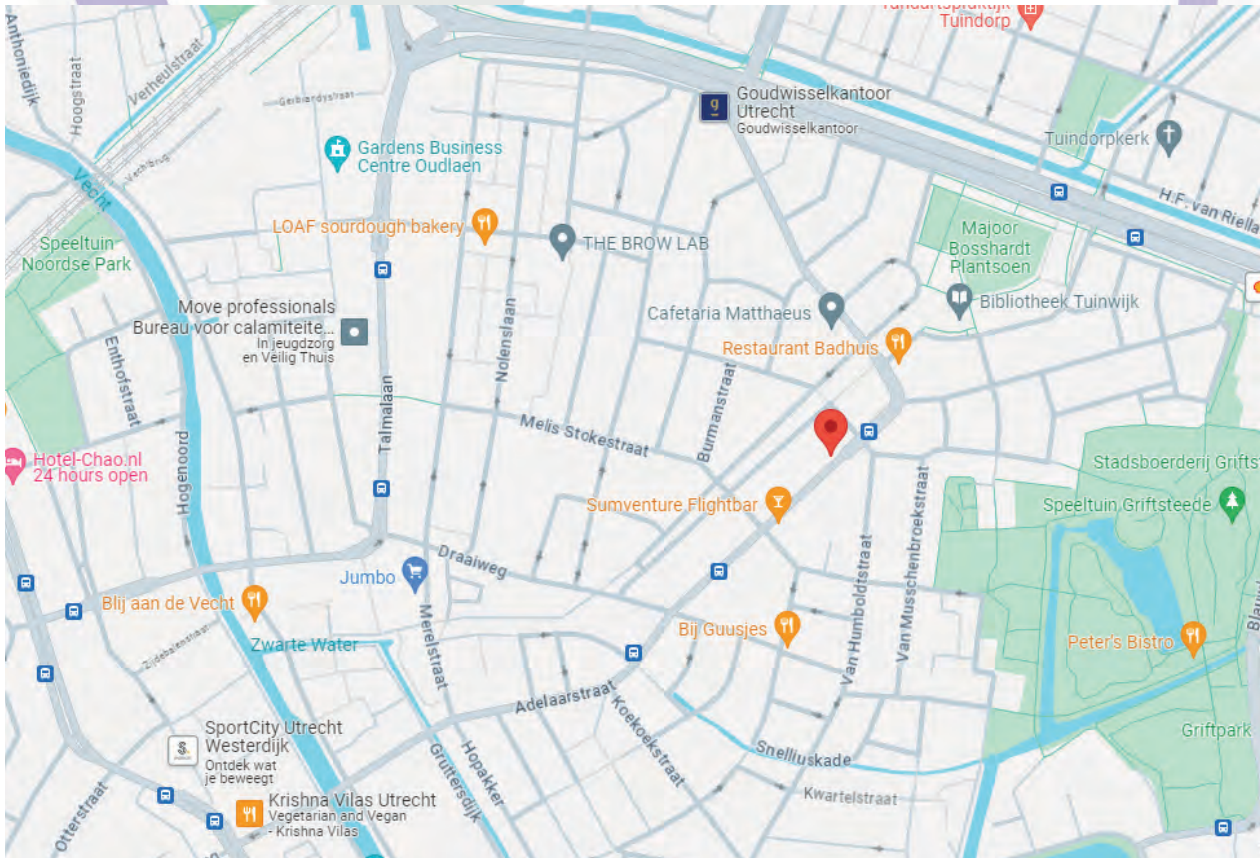 Tuindorp
Anthoniedijk
Hoogstraat
Verheulstraat
Goudwisselkantoor
Utrecht
Goudwisselkantoor
g
Gerbrandystraat
Gardens Business
Centre Oudlaen
Tuindorpkerk
Vechtbrug
Vecht
H.F. van Riella
LOAF sourdough bakery
THE BROW LAB
Majoor
Bosshardt
Plantsoen
Speeltuin
Noordse Park
Bibliotheek Tuinwijk
Move professionals
Bureau voor calamiteite...
In jeugdzorg
en Veilig Thuis
Cafetaria Matthaeus
Restaurant Badhuis
Enthofstraat
Nolenslaan
Talmalaan
Burmanstraat
Melis Stokestraat
Hotel-Chao.nl
24 hours open
Hogenoord
Stadsboerderij Grifts
Speeltuin Griftsteede
Sumventure Flightbar
Van Musschenbroekstraat
Van Humboldtstraat
Draaiweg
Jumbo
Blij aan de Vecht
Zijdebalenstraat
Zwarte Water
Merelstraat
Bij Guusjes
Peter's Bistro
Adelaarstraat
Koekoekstraat
Snelliuskade
Griftpark
SportCity Utrecht
Westerdijk
Ontdek wat
je beweegt
Gruttersdijk
Hopakker
Kwartelstraat
Krishna Vilas Utrecht
Vegetarian and Vegan
- Krishna Vilas
Otterstraat